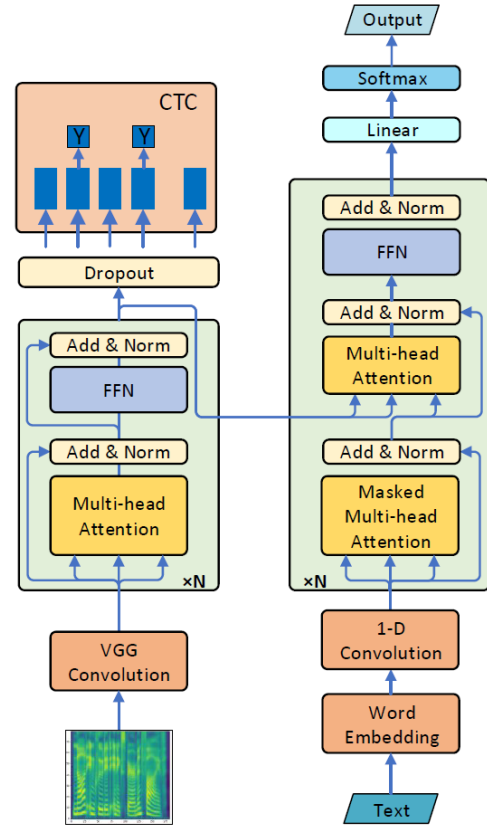 Output
Softmax
Linear
CTC
Y Y
Dropout
Add & Norm
FFN
Add & Norm
Multi-head
Attention
×N
VGG
Convolution
Add & Norm
FFN
Add & Norm
Multi-head
Attention
Add & Norm
Masked
Multi-head
Attention
×N
1-D
Convolution
Word
Embedding
Text